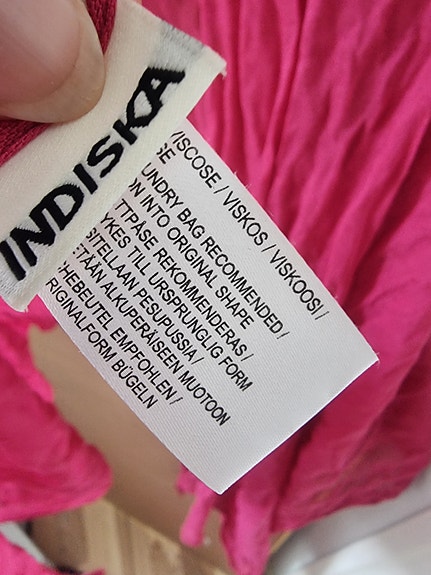 INDISKA
VISCOSE / VISKOS / VISKOOSI /
SE
UNDRY BAG RECOMMENDED /
ON INTO ORIGINAL SHAPE
TTPÅSE REKOMMENDERAS /
YKES TILL URSPRUNGLIG FORM
SITELLAAN PESUPUSSIA /
ETÄÄN ALKUPERÄISEEN MUOTOON
HEBEUTEL EMPFOHLEN /
RIGINALFORM BÜGELN